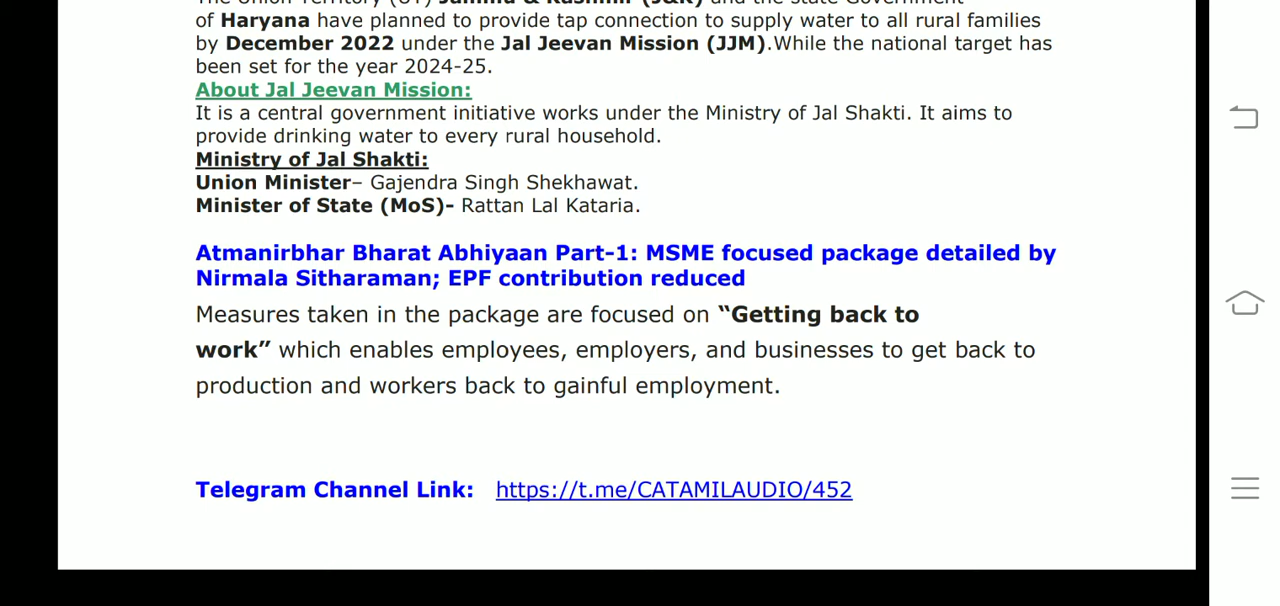 of Haryana have planned to provide tap connection to supply water to all rural families
by December 2022 under the Jal Jeevan Mission (JJM).While the national target has
been set for the year 2024-25.
About Jal Jeevan Mission:
It is a central government initiative works under the Ministry of Jal Shakti. It aims to
provide drinking water to every rural household.
Ministry of Jal Shakti:
Union Minister– Gajendra Singh Shekhawat.
Minister of State (MoS)- Rattan Lal Kataria.
Atmanirbhar Bharat Abhiyaan Part-1: MSME focused package detailed by
Nirmala Sitharaman; EPF contribution reduced
Measures taken in the package are focused on “Getting back to
work” which enables employees, employers, and businesses to get back to
production and workers back to gainful employment.
Telegram Channel Link: https://t.me/CATAMILAUDIO/452